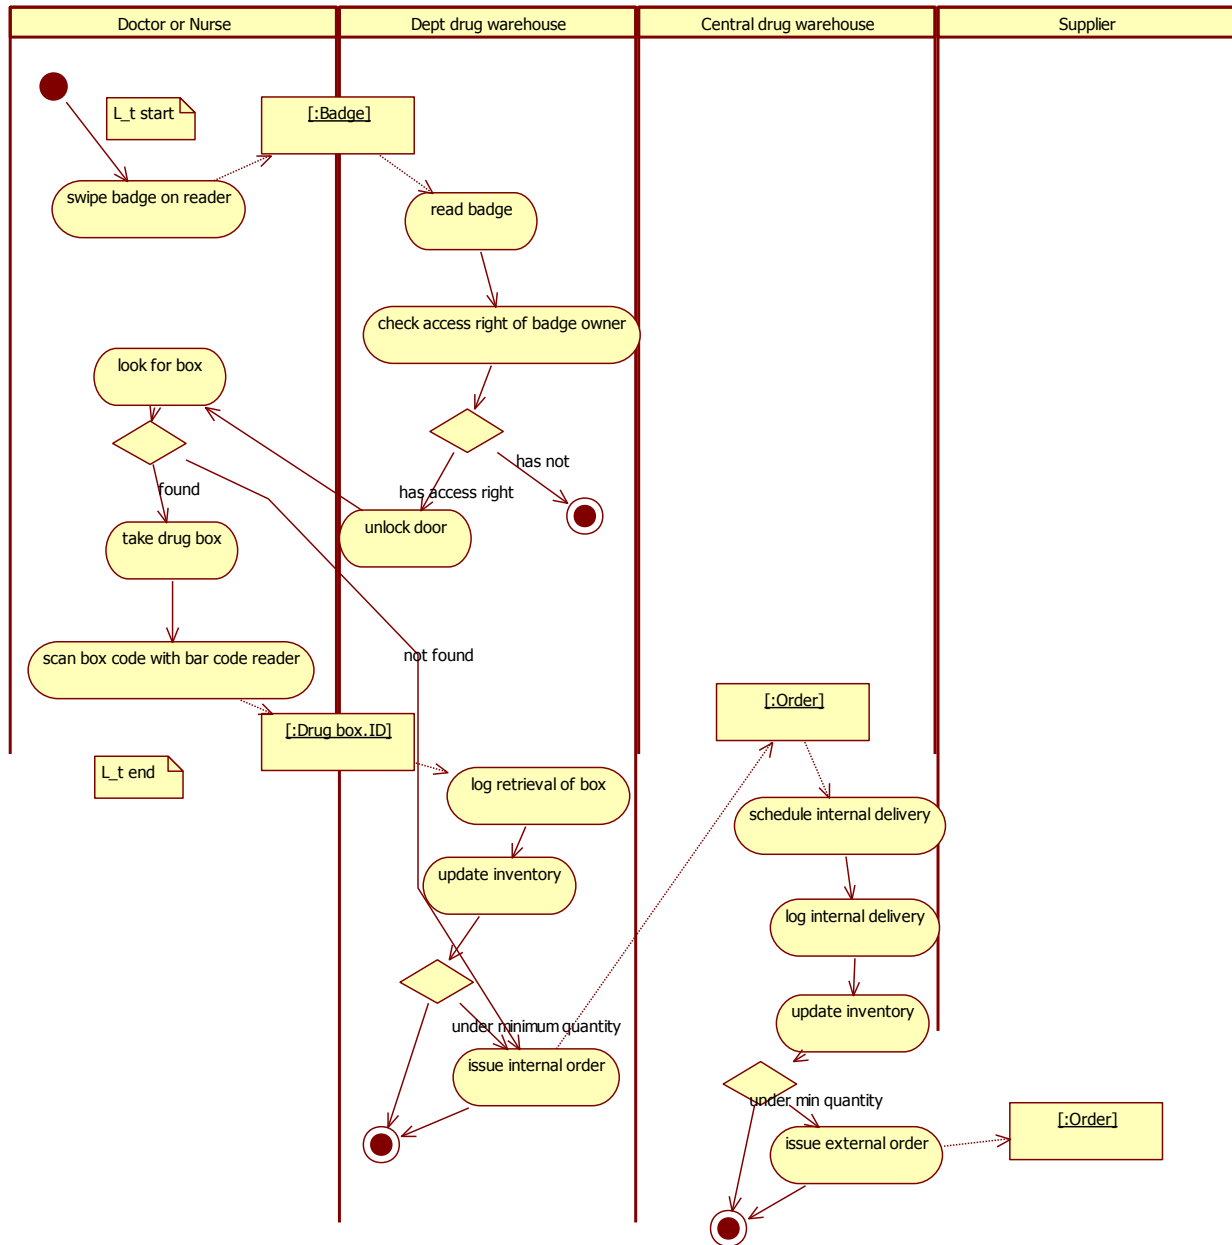 Doctor or Nurse
Dept drug warehouse
Central drug warehouse
Supplier
L_t start
[:Badge]
swipe badge on reader
read badge
check access right of badge owner
look for box
has not
found
has access right
take drug box
unlock door
not found
scan box code with bar code reader
[:Order]
[:Drug box.ID]
L_t end
log retrieval of box
schedule internal delivery
update inventory
log internal delivery
under minimum quantity
update inventory
issue internal order
under min quantity
[:Order]
issue external order